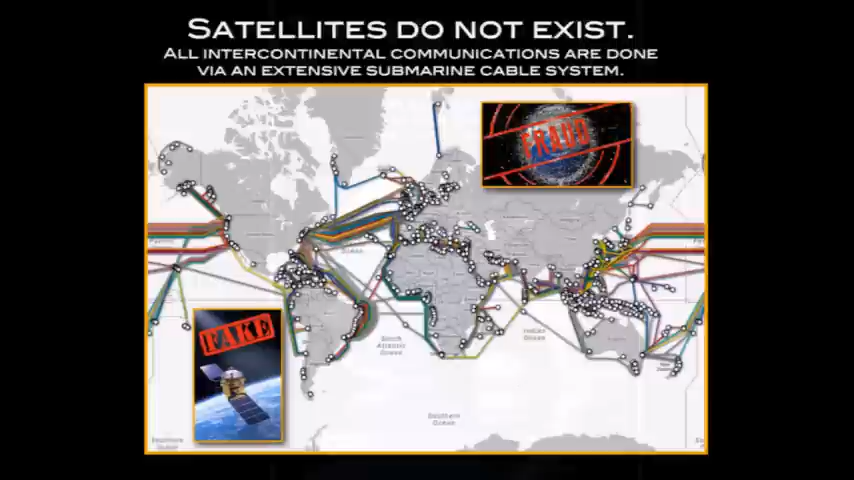 SATELLITES DO NOT EXIST.
ALL INTERCONTINENTAL COMMUNICATIONS ARE DONE
VIA AN EXTENSIVE SUBMARINE CABLE SYSTEM.
FRAUD
FAKE
South
Atlantic
Ocean
Indian
Ocean
Southern
Ocean